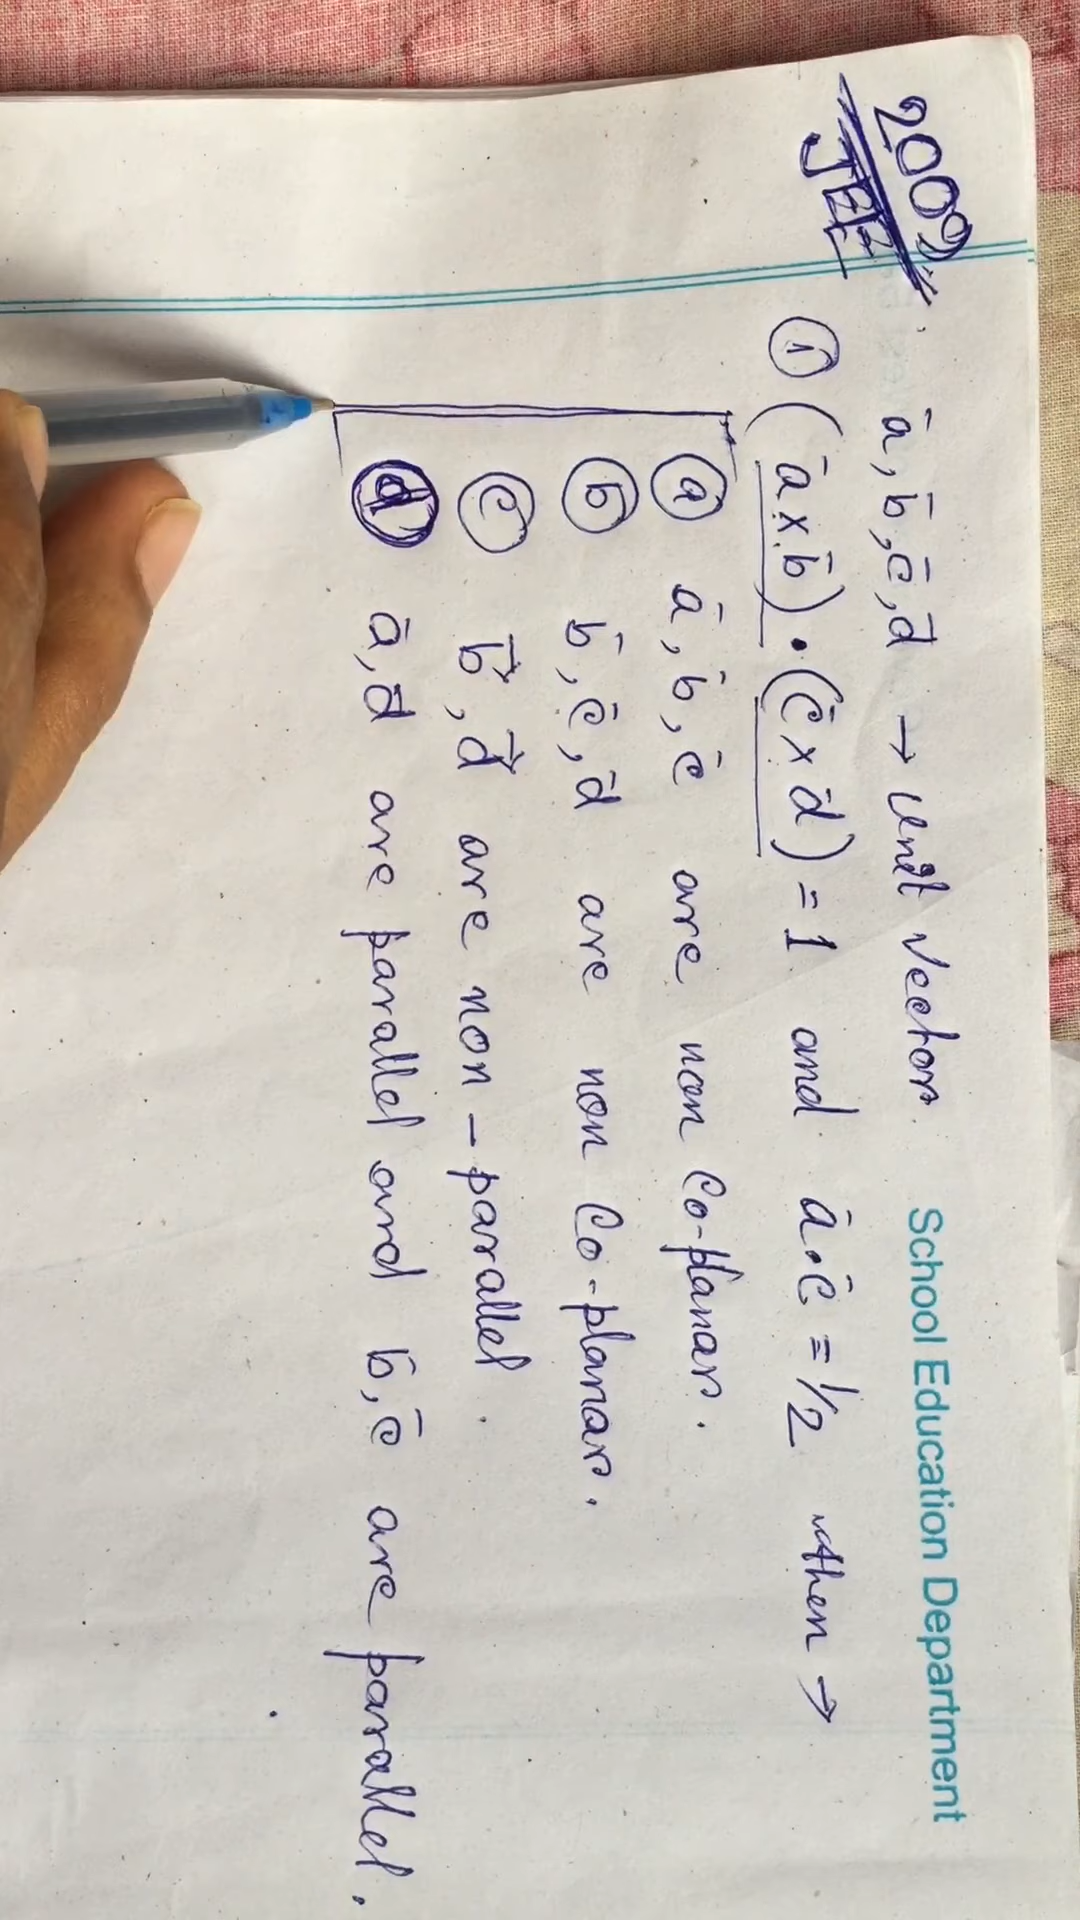 2009
JEE
School Education Department
ā, b̄, c̄, d̄ → unit vector.
① (ā × b̄) · (c̄ × d̄) = 1 and ā · c̄ = 1/2 then →
ⓐ ā, b̄, c̄ are non Co-planar.
ⓑ b̄, c̄, d̄ are non Co-planar.
ⓒ b⃗, d⃗ are non-parallel.
ⓓ ā, d̄ are parallel and b̄, c̄ are parallel.